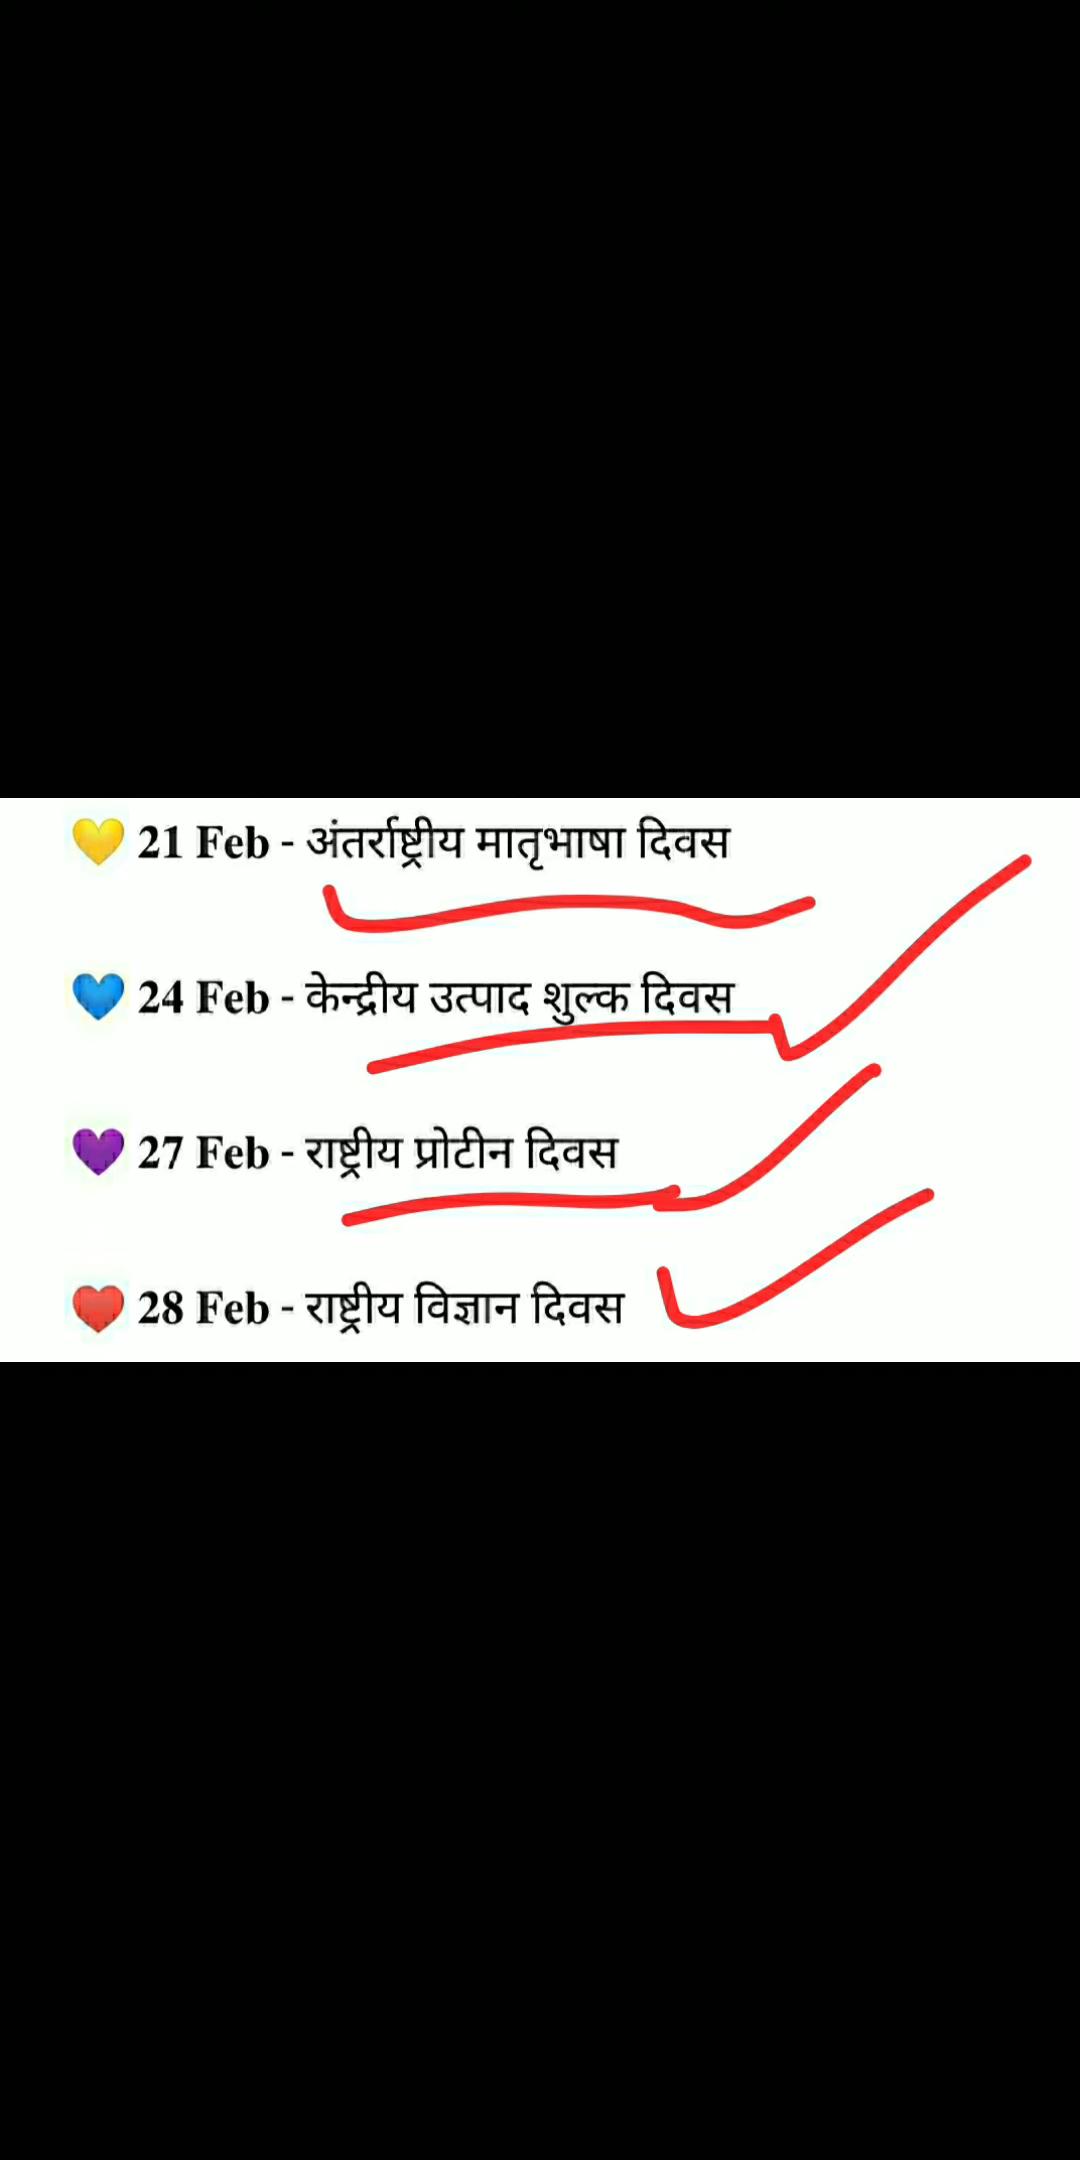 💛 21 Feb - अंतर्राष्ट्रीय मातृभाषा दिवस
💙 24 Feb - केन्द्रीय उत्पाद शुल्क दिवस
💜 27 Feb - राष्ट्रीय प्रोटीन दिवस
❤️ 28 Feb - राष्ट्रीय विज्ञान दिवस